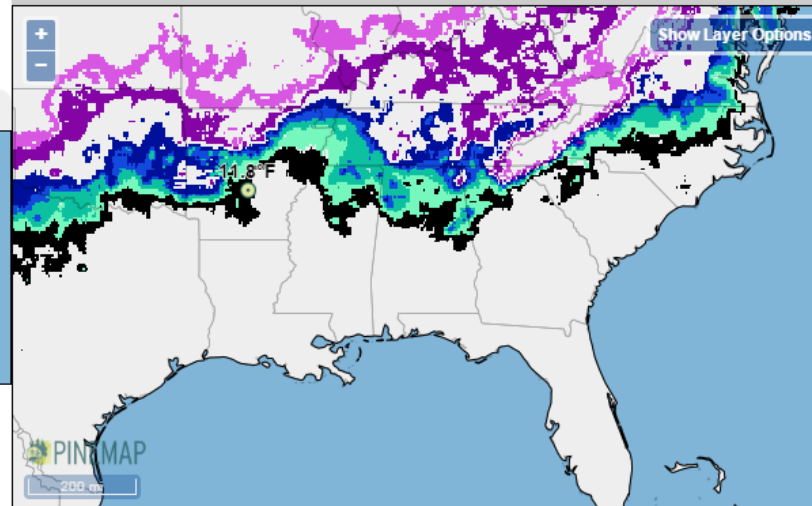 +
Show Layer Options
−
11.8°F
PINEMAP
200 mi